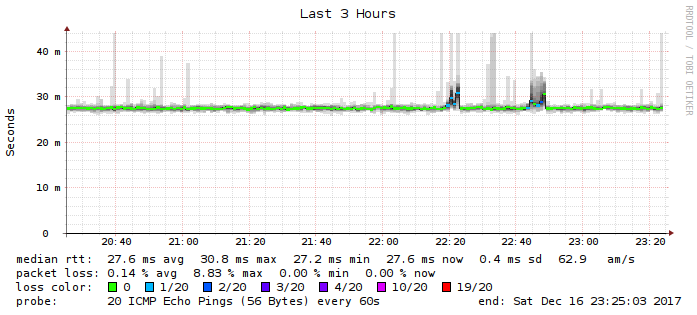 Last 3 Hours
RRDTOOL / TOBI OETIKER
Seconds
40 m
30 m
20 m
10 m
0
20:40 21:00 21:20 21:40 22:00 22:20 22:40 23:00 23:20
median rtt: 27.6 ms avg 30.8 ms max 27.2 ms min 27.6 ms now 0.4 ms sd 62.9 am/s
packet loss: 0.14 % avg 8.83 % max 0.00 % min 0.00 % now
loss color: 0 1/20 2/20 3/20 4/20 10/20 19/20
probe: 20 ICMP Echo Pings (56 Bytes) every 60s end: Sat Dec 16 23:25:03 2017